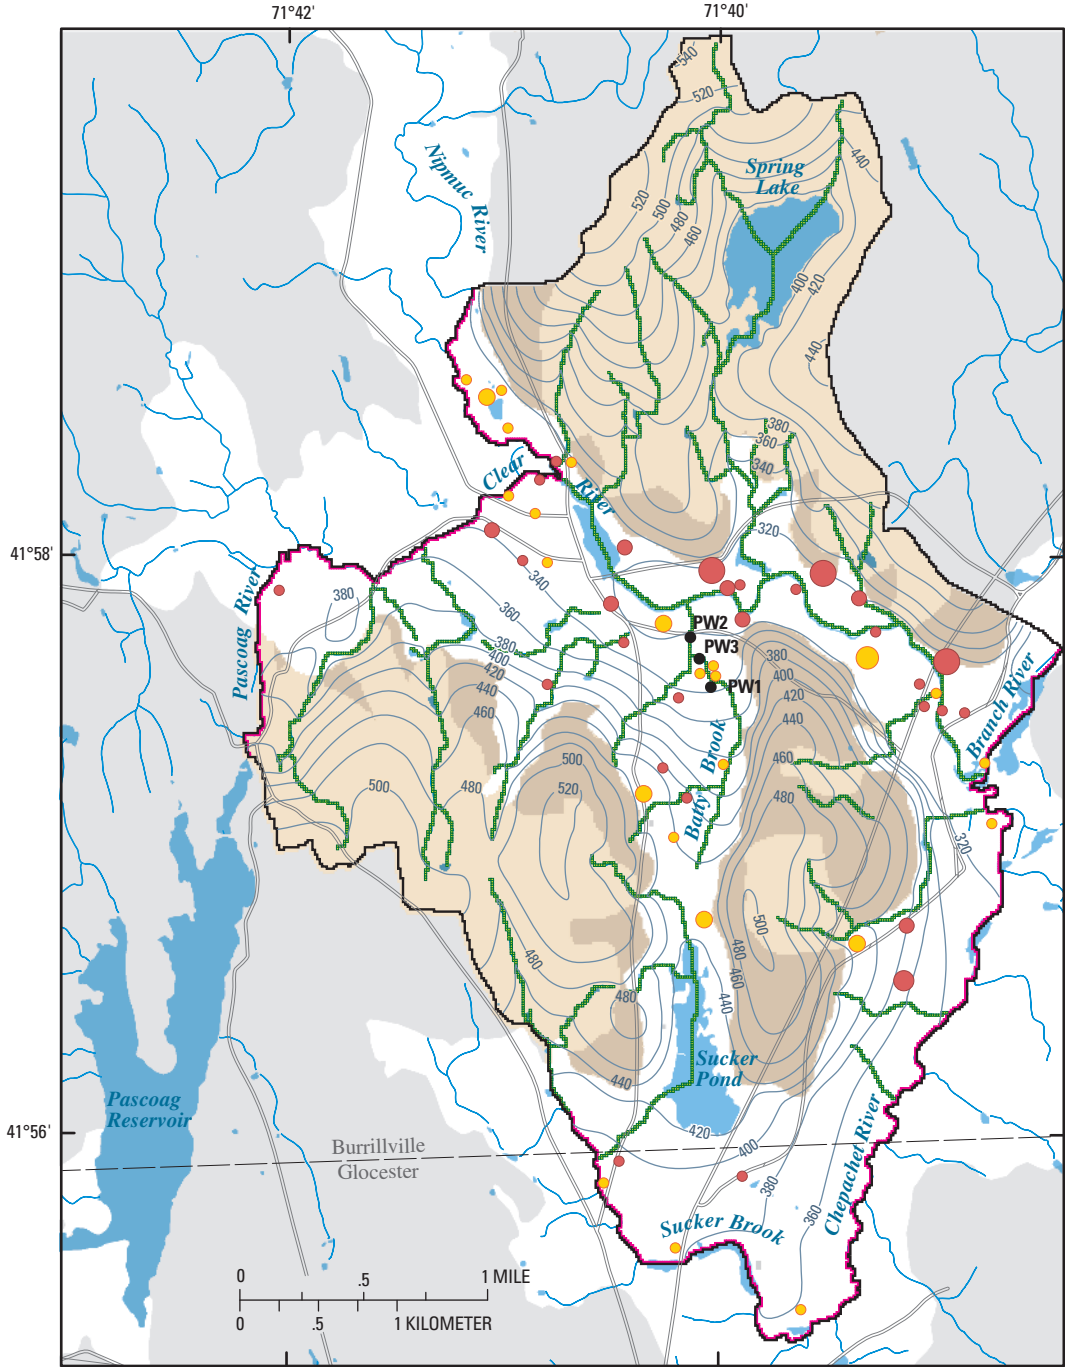 71°42'
71°40'
540
520
440
Spring
Lake
Nipmuc River
520
500
480
460
400
420
440
380
360
340
Clear
River
320
41°58'
340
380
360
Pascoag River
PW2
380
400
PW3
380
400
420
440
PW1
420
440
460
Branch River
Brook
500
460
500
480
520
480
Batty
320
500
480
480
460
480
440
Sucker
Pond
440
Pascoag
Reservoir
420
Chepachet River
41°56'
Burrillville
400
Glocester
380
360
Sucker Brook
0 .5 1 MILE
0 .5 1 KILOMETER